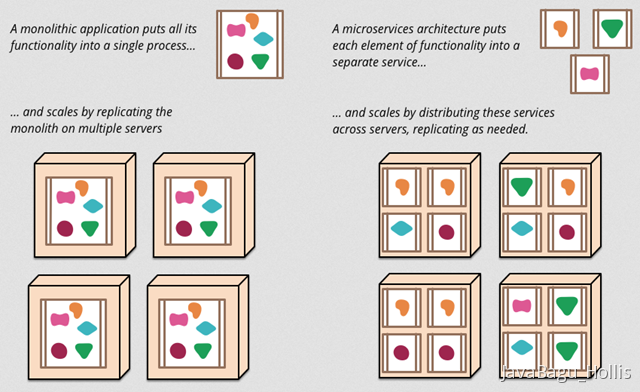 A monolithic application puts all its
functionality into a single process...
... and scales by replicating the
monolith on multiple servers
A microservices architecture puts
each element of functionality into a
separate service...
... and scales by distributing these services
across servers, replicating as needed.
JavaBagu_Hollis